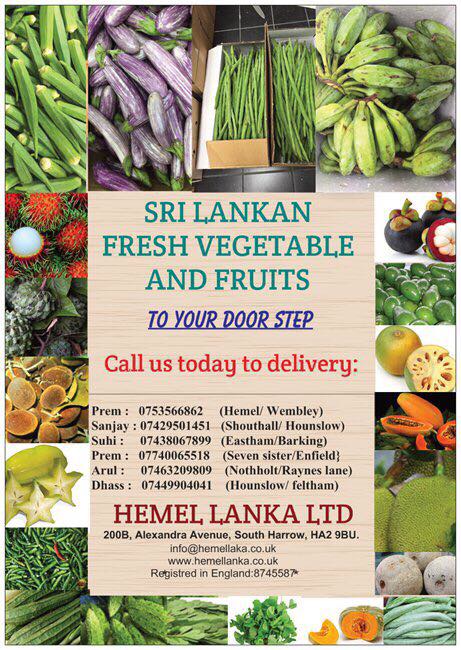 SRI LANKAN
FRESH VEGETABLE
AND FRUITS
TO YOUR DOOR STEP
Call us today to delivery:
Prem : 0753566862 (Hemel/ Wembley)
Sanjay : 07429501451 (Shouthall/ Hounslow)
Suhi : 07438067899 (Eastham/Barking)
Prem : 07740065518 (Seven sister/Enfield}
Arul : 07463209809 (Nothholt/Raynes lane)
Dhass : 07449904041 (Hounslow/ feltham)
HEMEL LANKA LTD
200B, Alexandra Avenue, South Harrow, HA2 9BU.
info@hemellaka.co.uk
www.hemellanka.co.uk
Registred in England:8745587*